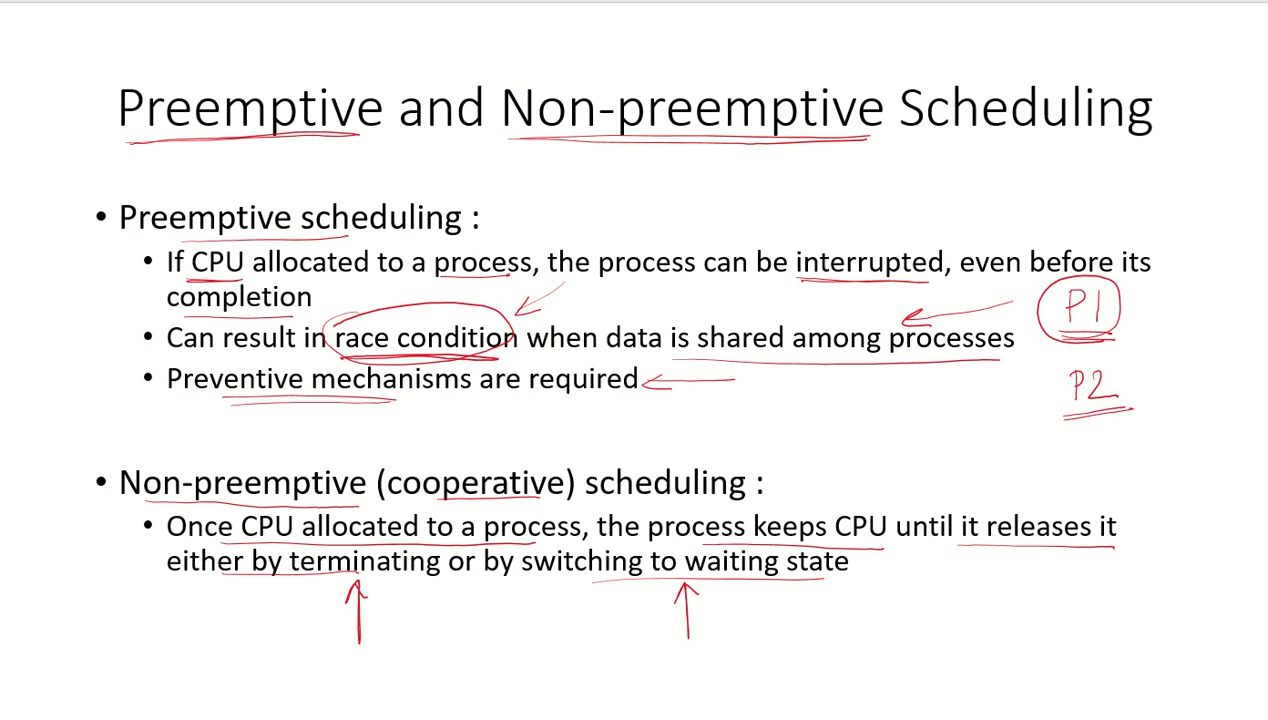 Preemptive and Non-preemptive Scheduling
• Preemptive scheduling :
• If CPU allocated to a process, the process can be interrupted, even before its
completion
• Can result in race condition when data is shared among processes
P1
• Preventive mechanisms are required
P2
• Non-preemptive (cooperative) scheduling :
• Once CPU allocated to a process, the process keeps CPU until it releases it
either by terminating or by switching to waiting state